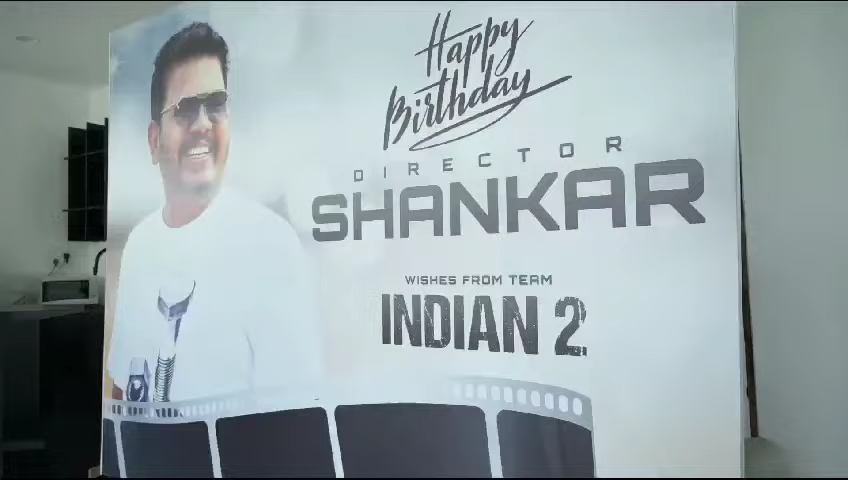 Happy
Birthday
DIRECTOR
SHANKAR
WISHES FROM TEAM
INDIAN 2